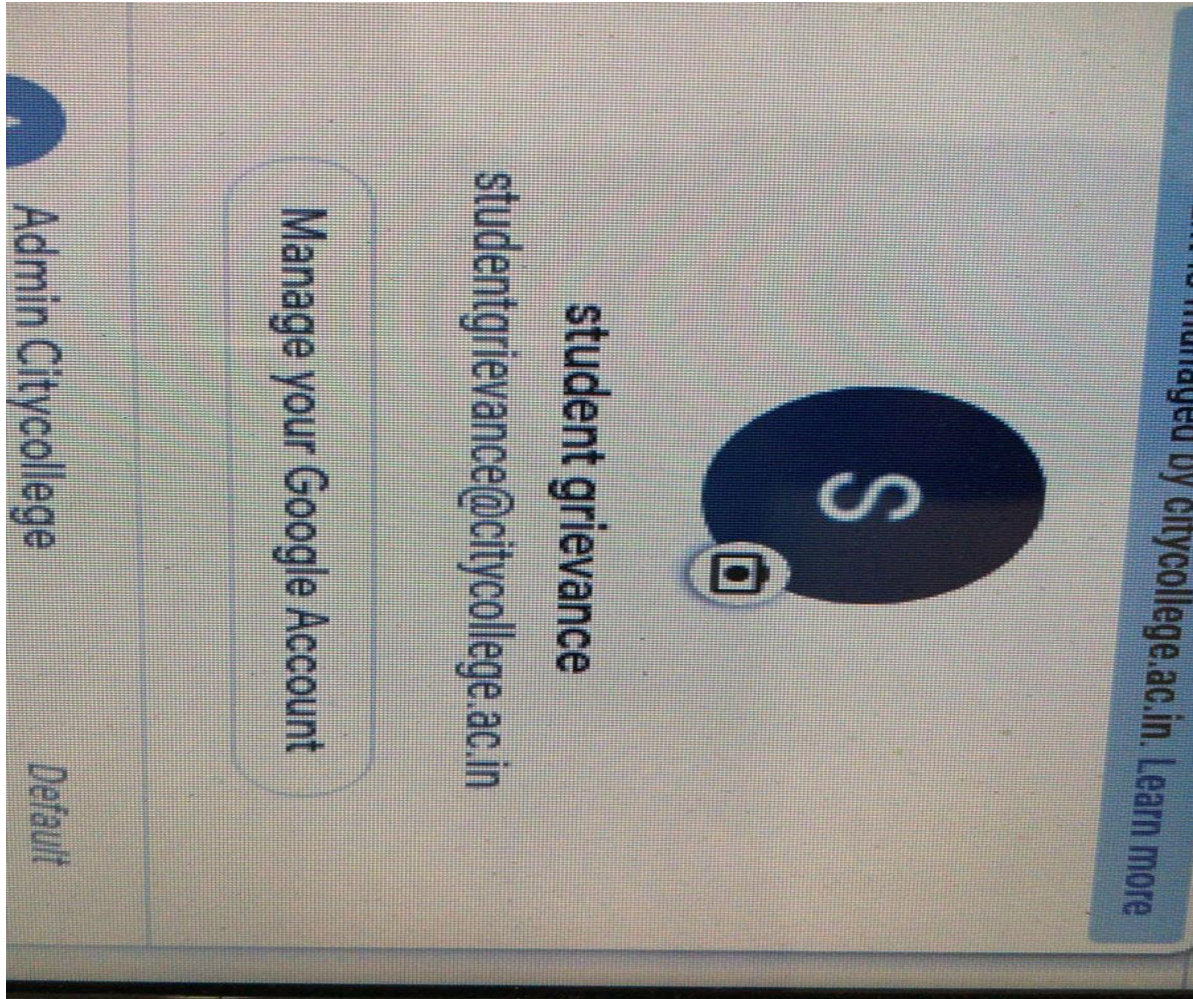 managed by citycollege.ac.in. Learn more
S
student grievance
studentgrievance@citycollege.ac.in
Manage your Google Account
Admin Citycollege
Default